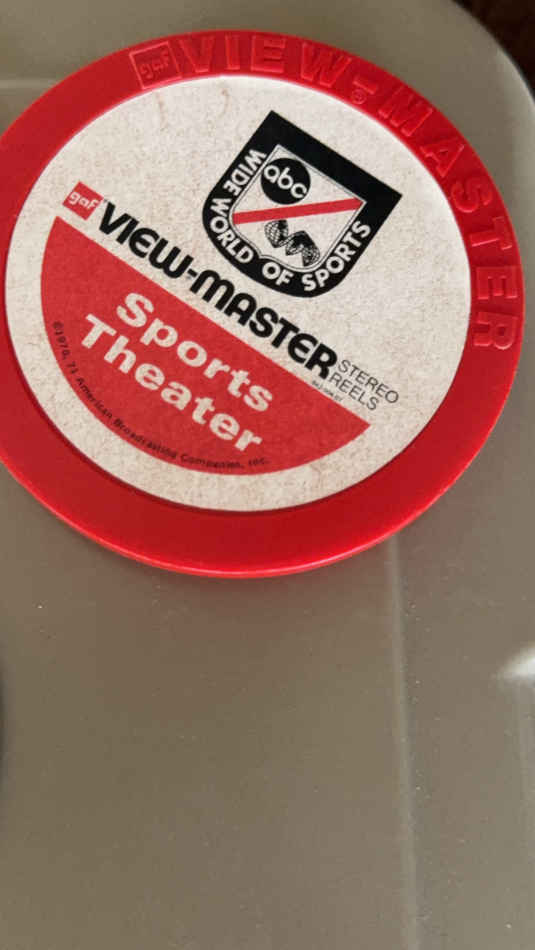 gaf VIEW-MASTER
abc
WIDE WORLD OF SPORTS
gaf VIEW-MASTER STEREO
REELS
Sports
Theater
©1970, 71 American Broadcasting Companies, Inc.